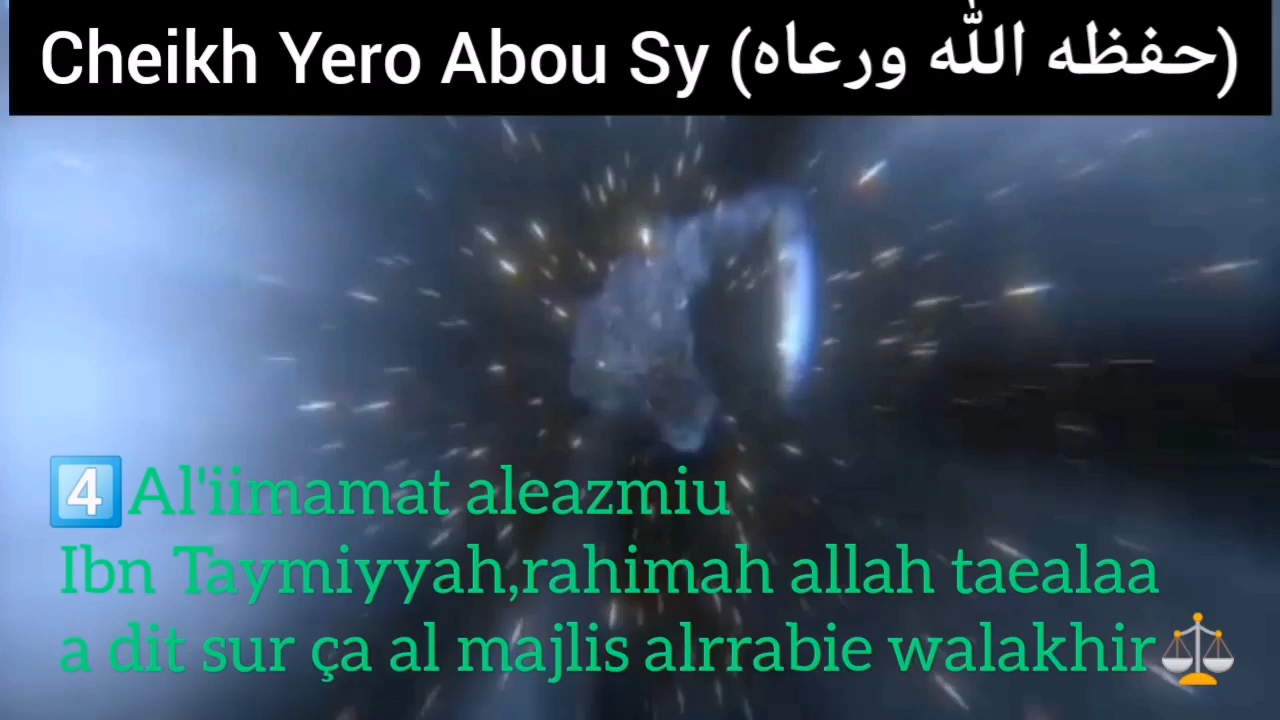 Cheikh Yero Abou Sy (حفظه الله ورعاه)
4️⃣Al'iimamat aleazmiu
Ibn Taymiyyah,rahimah allah taealaa
a dit sur ça al majlis alrrabie walakhir⚖️